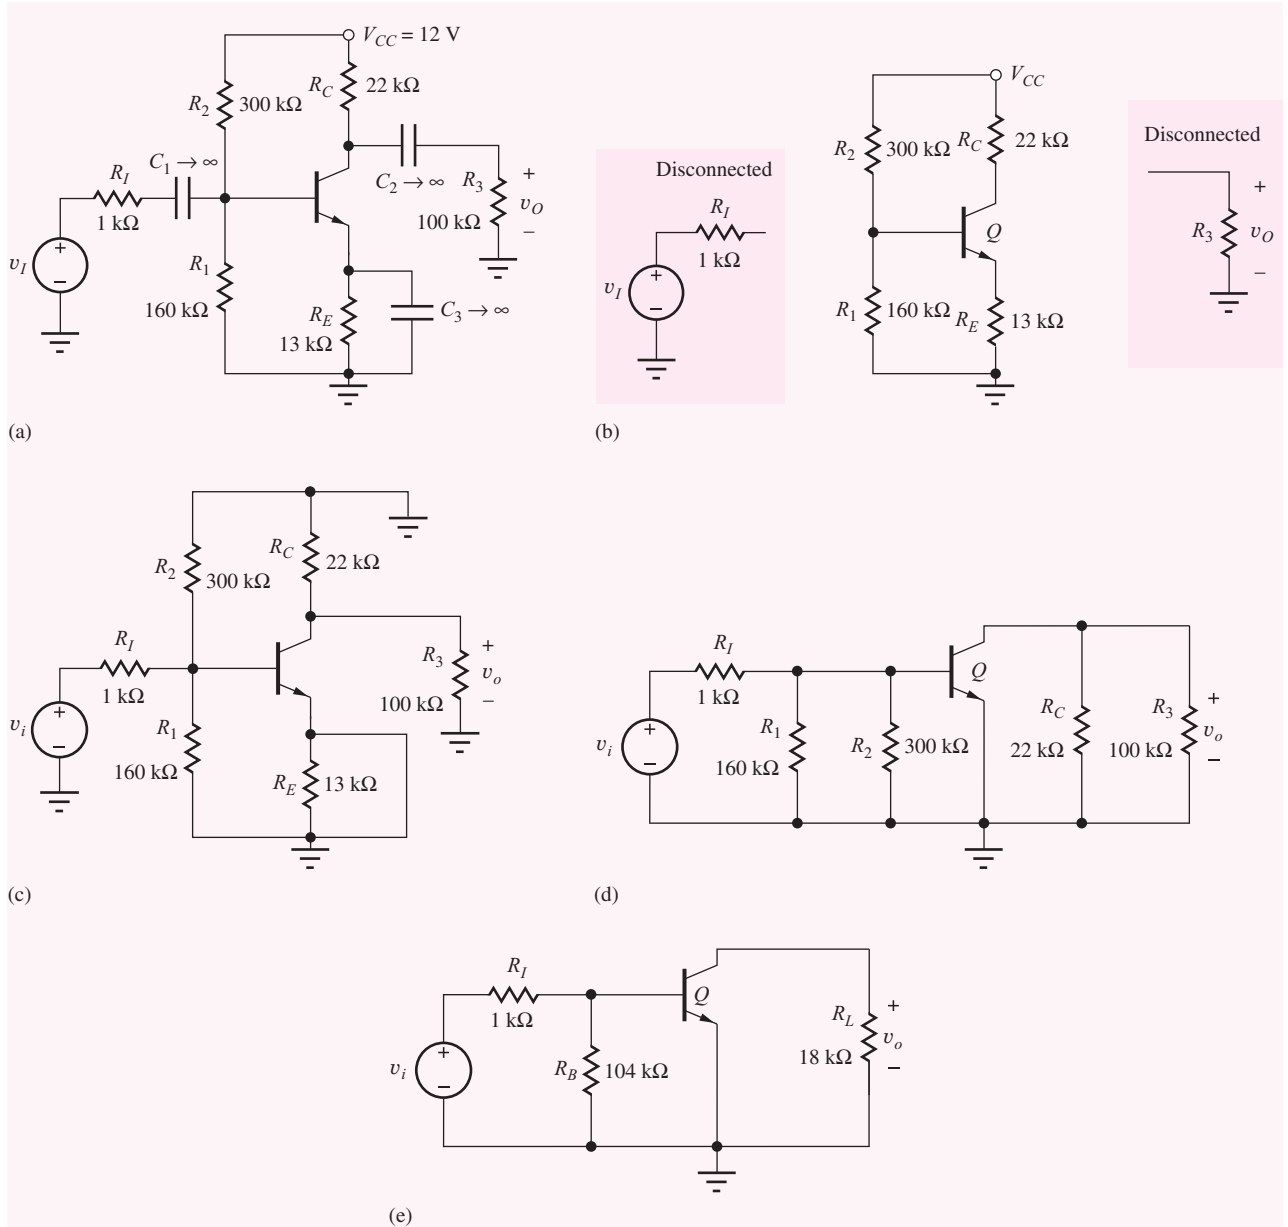 V_CC = 12 V
R_C
22 kΩ
R_2
300 kΩ
C_1 → ∞
R_I
1 kΩ
C_2 → ∞
R_3
100 kΩ
+
v_O
−
v_I
+
−
R_1
160 kΩ
R_E
13 kΩ
C_3 → ∞
(a)
Disconnected
R_I
1 kΩ
v_I
+
−
V_CC
R_2
300 kΩ
R_C
22 kΩ
Q
R_1
160 kΩ
R_E
13 kΩ
Disconnected
R_3
+
v_O
−
(b)
R_C
22 kΩ
R_2
300 kΩ
R_I
1 kΩ
R_3
100 kΩ
+
v_o
−
v_i
+
−
R_1
160 kΩ
R_E
13 kΩ
(c)
R_I
1 kΩ
Q
v_i
+
−
R_1
160 kΩ
R_2
300 kΩ
R_C
22 kΩ
R_3
100 kΩ
+
v_o
−
(d)
R_I
1 kΩ
Q
v_i
+
−
R_B
104 kΩ
R_L
18 kΩ
+
v_o
−
(e)